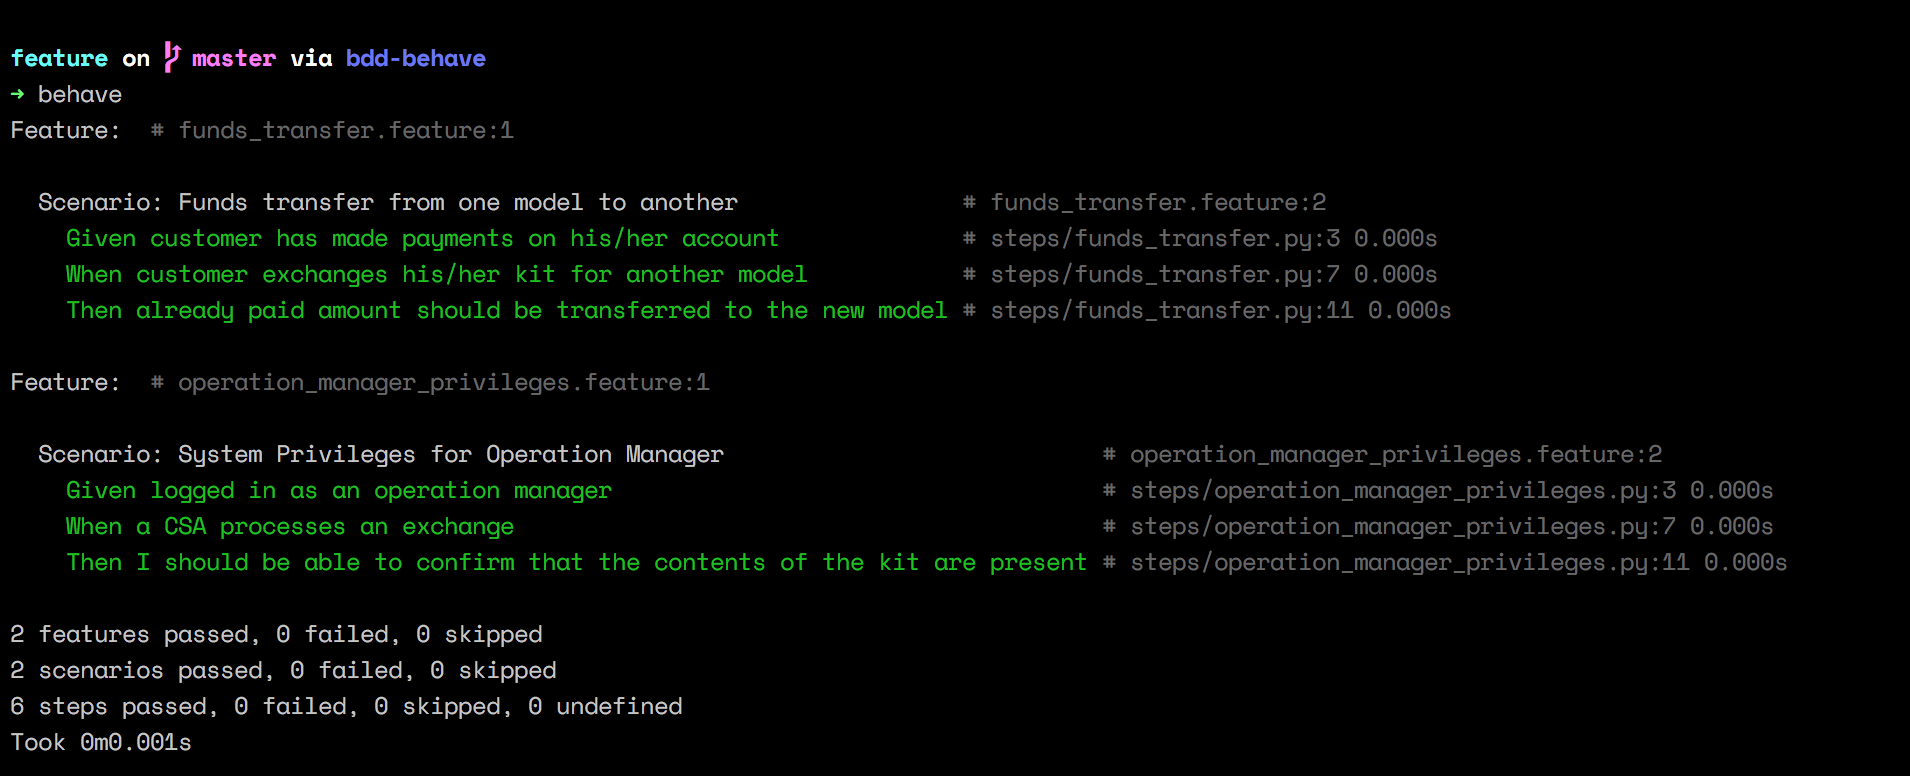 feature on master via bdd-behave
➜ behave
Feature:  # funds_transfer.feature:1
Scenario: Funds transfer from one model to another # funds_transfer.feature:2
Given customer has made payments on his/her account # steps/funds_transfer.py:3 0.000s
When customer exchanges his/her kit for another model # steps/funds_transfer.py:7 0.000s
Then already paid amount should be transferred to the new model # steps/funds_transfer.py:11 0.000s
Feature:  # operation_manager_privileges.feature:1
Scenario: System Privileges for Operation Manager # operation_manager_privileges.feature:2
Given logged in as an operation manager # steps/operation_manager_privileges.py:3 0.000s
When a CSA processes an exchange # steps/operation_manager_privileges.py:7 0.000s
Then I should be able to confirm that the contents of the kit are present # steps/operation_manager_privileges.py:11 0.000s
2 features passed, 0 failed, 0 skipped
2 scenarios passed, 0 failed, 0 skipped
6 steps passed, 0 failed, 0 skipped, 0 undefined
Took 0m0.001s